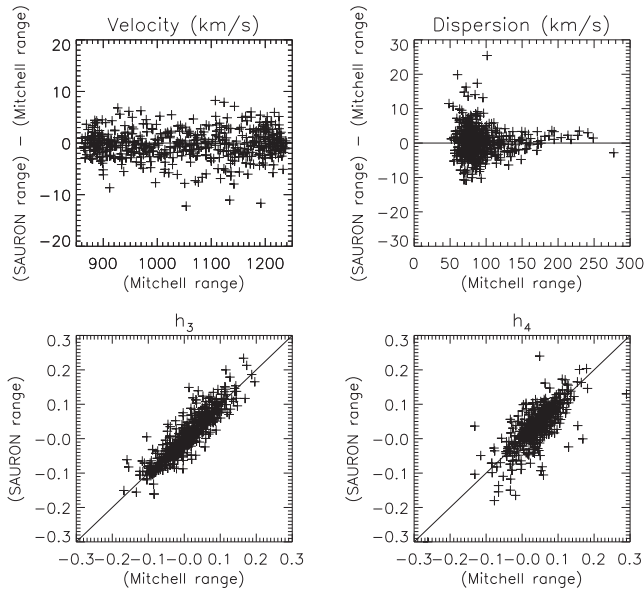 Velocity (km/s)
(SAURON range) − (Mitchell range)
20
10
0
−10
−20
900 1000 1100 1200
(Mitchell range)
Dispersion (km/s)
(SAURON range) − (Mitchell range)
30
20
10
0
−10
−20
−30
0 50 100 150 200 250 300
(Mitchell range)
h3
(SAURON range)
0.3
0.2
0.1
−0.0
−0.1
−0.2
−0.3
−0.3−0.2−0.1−0.0 0.1 0.2 0.3
(Mitchell range)
h4
(SAURON range)
0.3
0.2
0.1
−0.0
−0.1
−0.2
−0.3
−0.3−0.2−0.1−0.0 0.1 0.2 0.3
(Mitchell range)